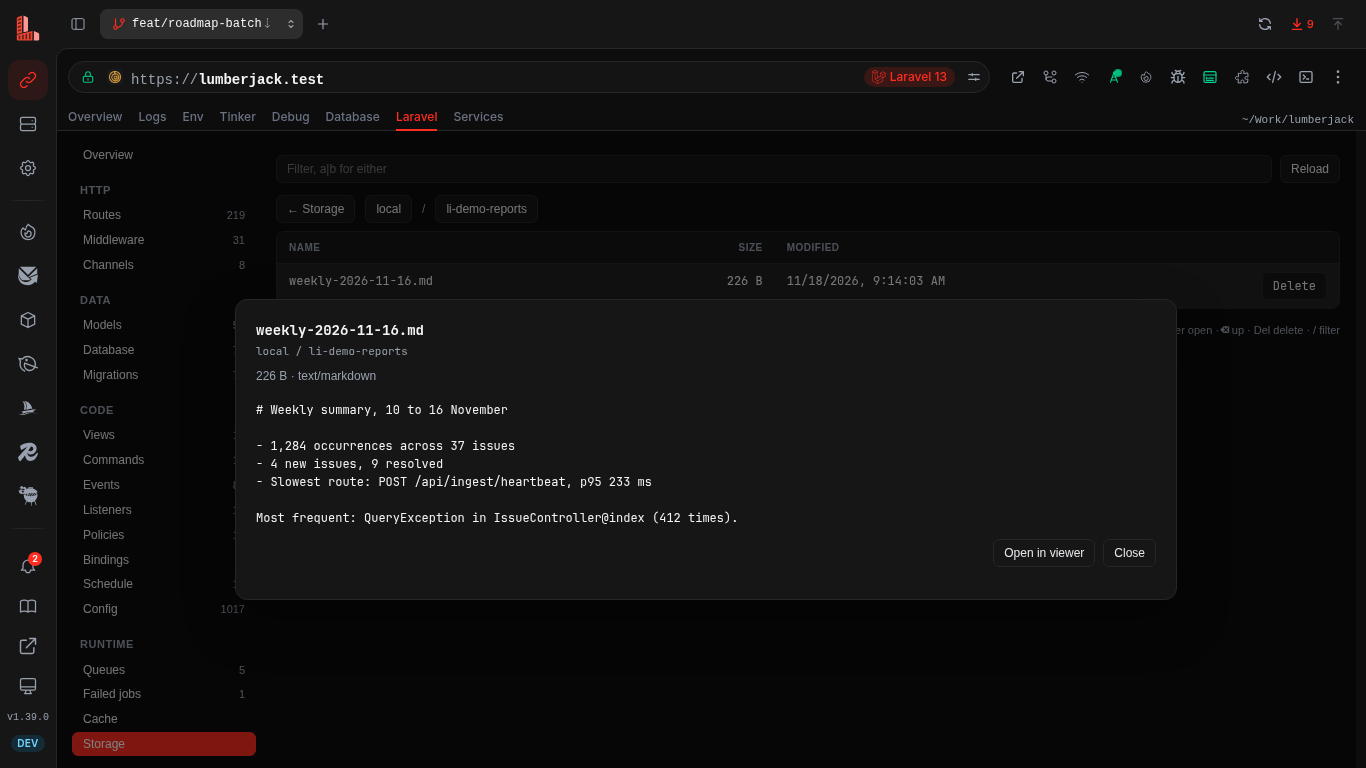 feat/roadmap-batch↓
9
https://lumberjack.test
Laravel 13
Overview Logs Env Tinker Debug Database Laravel Services
~/Work/lumberjack
Overview
HTTP
Routes 219
Middleware 31
Channels 8
DATA
Models
Database
Migrations
CODE
Views
Commands
Events
Listeners
Policies
Bindings
Schedule
Config 1017
RUNTIME
Queues 5
Failed jobs 1
Cache
Storage
Filter, a|b for either
Reload
← Storage local / li-demo-reports
NAME SIZE MODIFIED
weekly-2026-11-16.md 226 B 11/18/2026, 9:14:03 AM Delete
open · ⌫ up · Del delete · / filter
weekly-2026-11-16.md
local / li-demo-reports
226 B · text/markdown
# Weekly summary, 10 to 16 November
- 1,284 occurrences across 37 issues
- 4 new issues, 9 resolved
- Slowest route: POST /api/ingest/heartbeat, p95 233 ms
Most frequent: QueryException in IssueController@index (412 times).
Open in viewer Close
2
v1.39.0
DEV